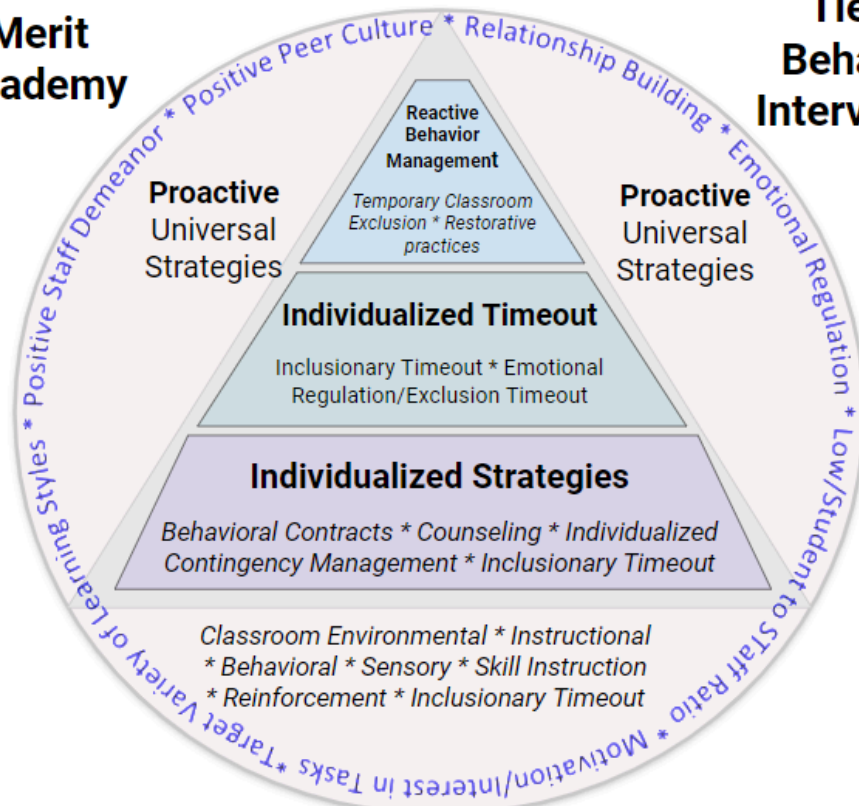 Merit
ademy
Tie
Beha
Interv
Positive Staff Demeanor * Positive Peer Culture * Relationship Building * Emotional Regulation * Low/Student to STaff Ratio * Motivation/Interest in Tasks *Target Variety of Learning Styles *
Proactive
Universal
Strategies
Reactive
Behavior
Management
Temporary Classroom
Exclusion * Restorative
practices
Proactive
Universal
Strategies
Individualized Timeout
Inclusionary Timeout * Emotional
Regulation/Exclusion Timeout
Individualized Strategies
Behavioral Contracts * Counseling * Individualized
Contingency Management * Inclusionary Timeout
Classroom Environmental * Instructional
* Behavioral * Sensory * Skill Instruction
* Reinforcement * Inclusionary Timeout